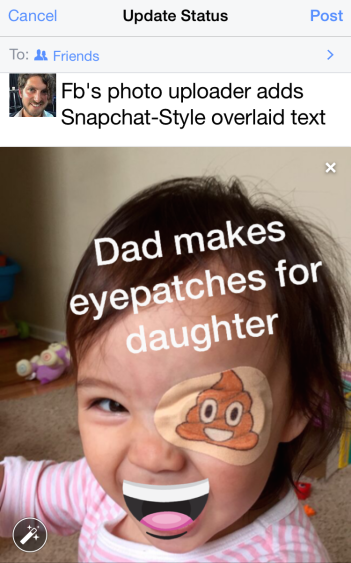 Cancel Update Status Post
To: Friends
Fb's photo uploader adds
Snapchat-Style overlaid text
Dad makes
eyepatches for
daughter